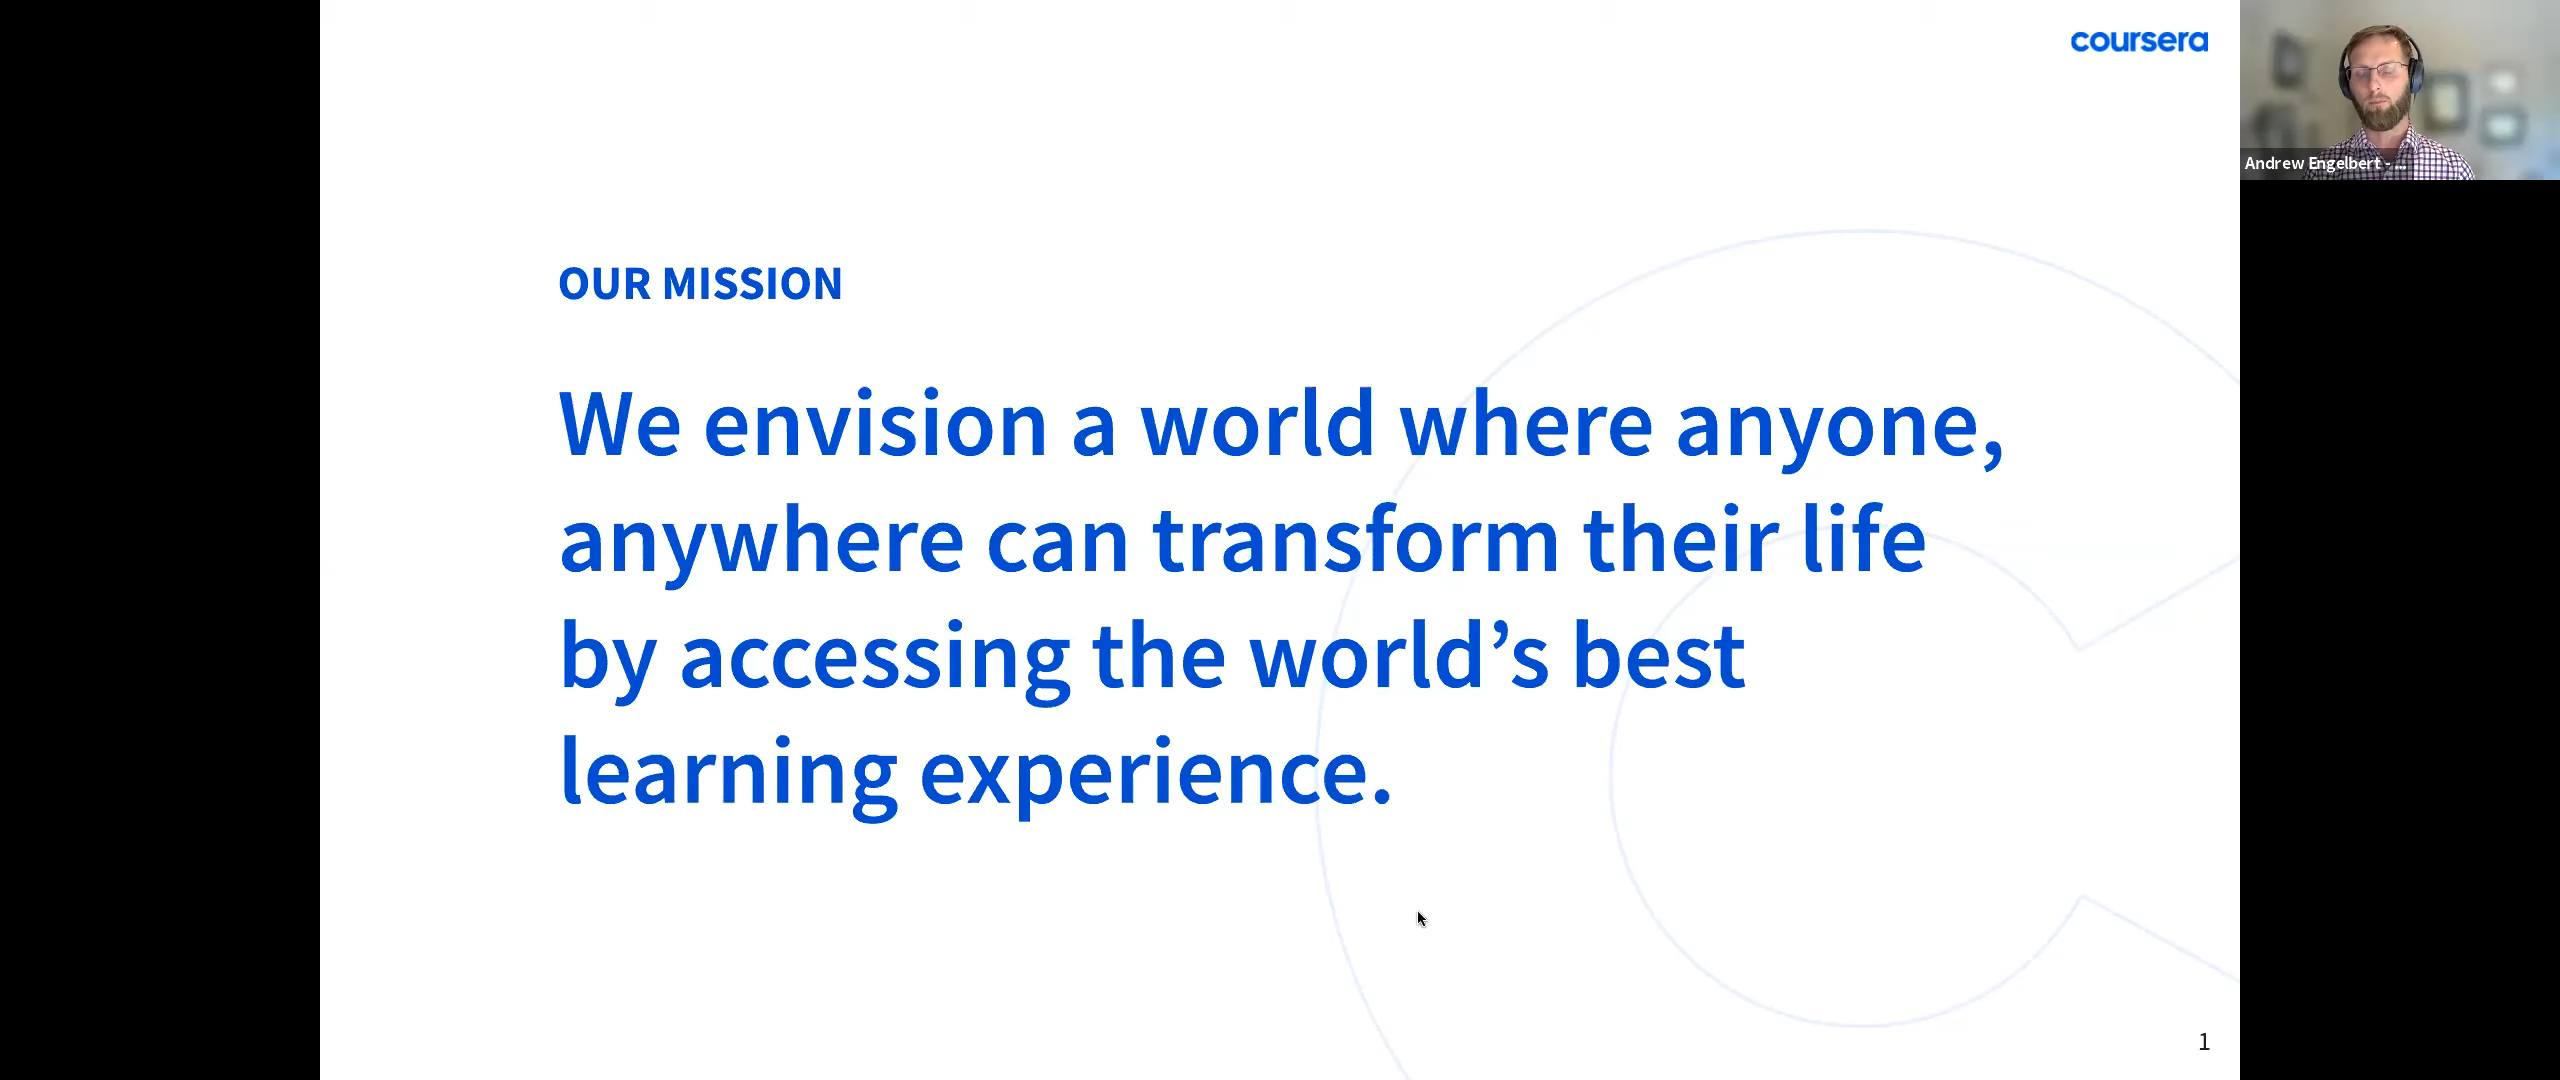 coursera
Andrew Engelbert - ...
OUR MISSION
We envision a world where anyone,
anywhere can transform their life
by accessing the world’s best
learning experience.
1